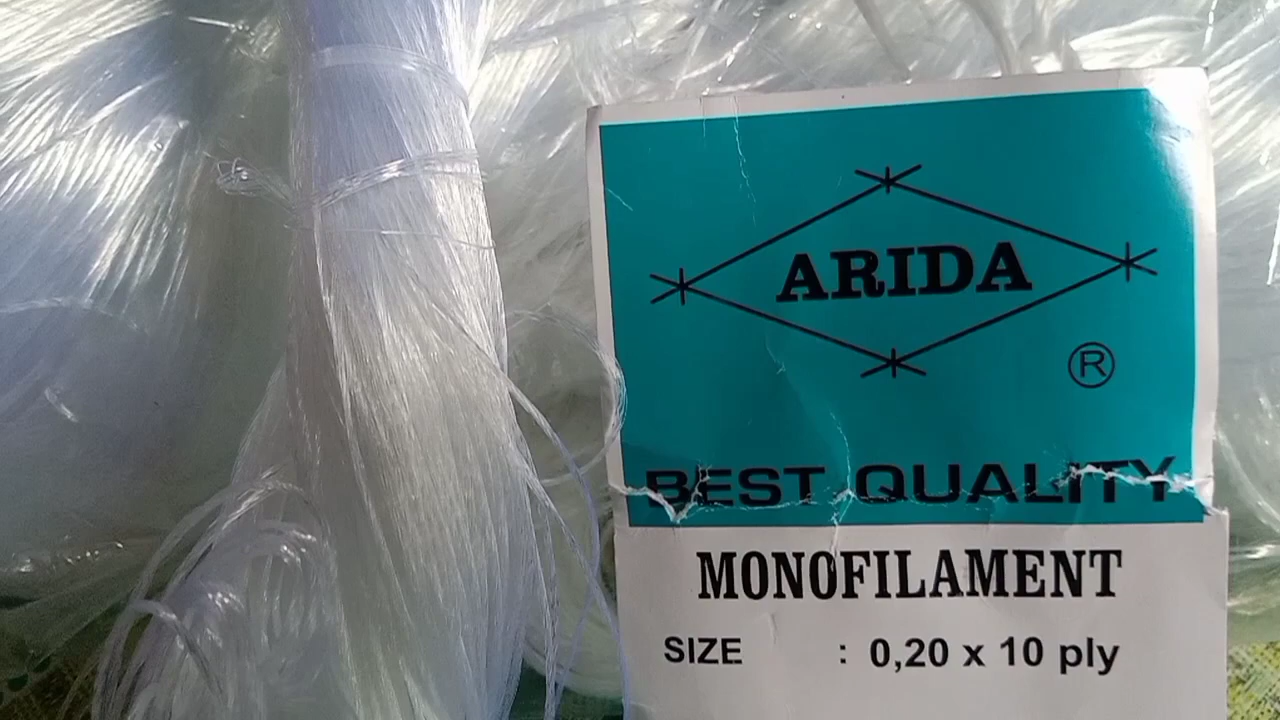 ARIDA
®
BEST QUALITY
MONOFILAMENT
SIZE : 0,20 x 10 ply